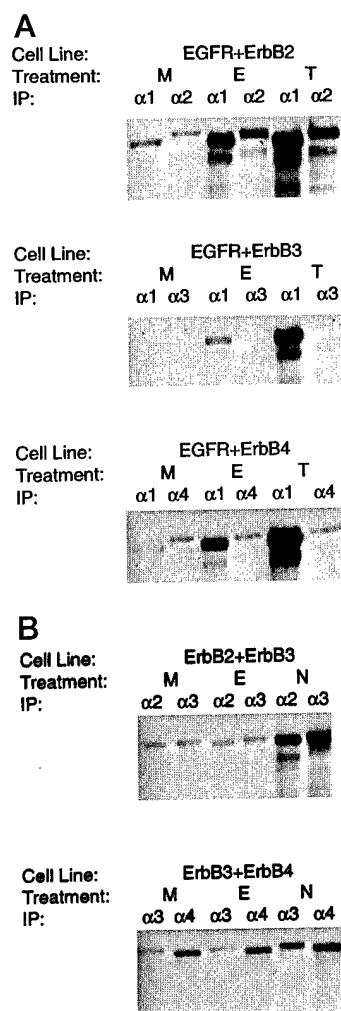 A
Cell Line: EGFR+ErbB2
Treatment: M E T
IP: α1 α2 α1 α2 α1 α2
Cell Line: EGFR+ErbB3
Treatment: M E T
IP: α1 α3 α1 α3 α1 α3
Cell Line: EGFR+ErbB4
Treatment: M E T
IP: α1 α4 α1 α4 α1 α4
B
Cell Line: ErbB2+ErbB3
Treatment: M E N
IP: α2 α3 α2 α3 α2 α3
Cell Line: ErbB3+ErbB4
Treatment: M E N
IP: α3 α4 α3 α4 α3 α4